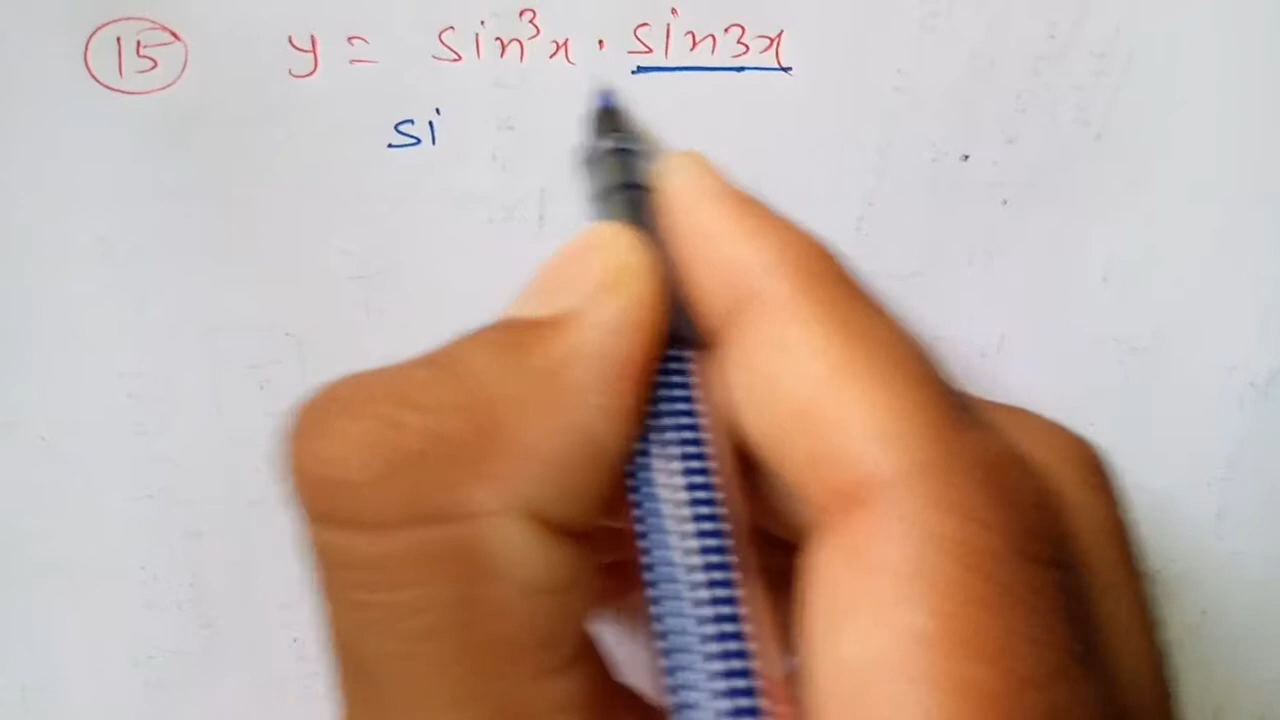 15 y = sin³x · sin3x
si